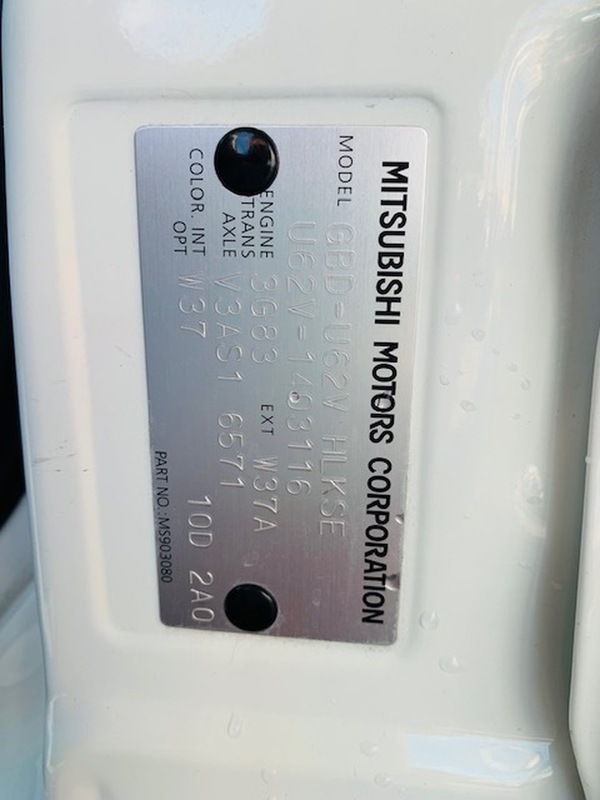 MITSUBISHI MOTORS CORPORATION
MODEL GBD-U62V HLKSE
U62V-1403116
ENGINE 3G83 EXT W37A
TRANS AXLE V3AS1 6571
COLOR. INT OPT W37 10D 2A0
PART NO.:MS903080